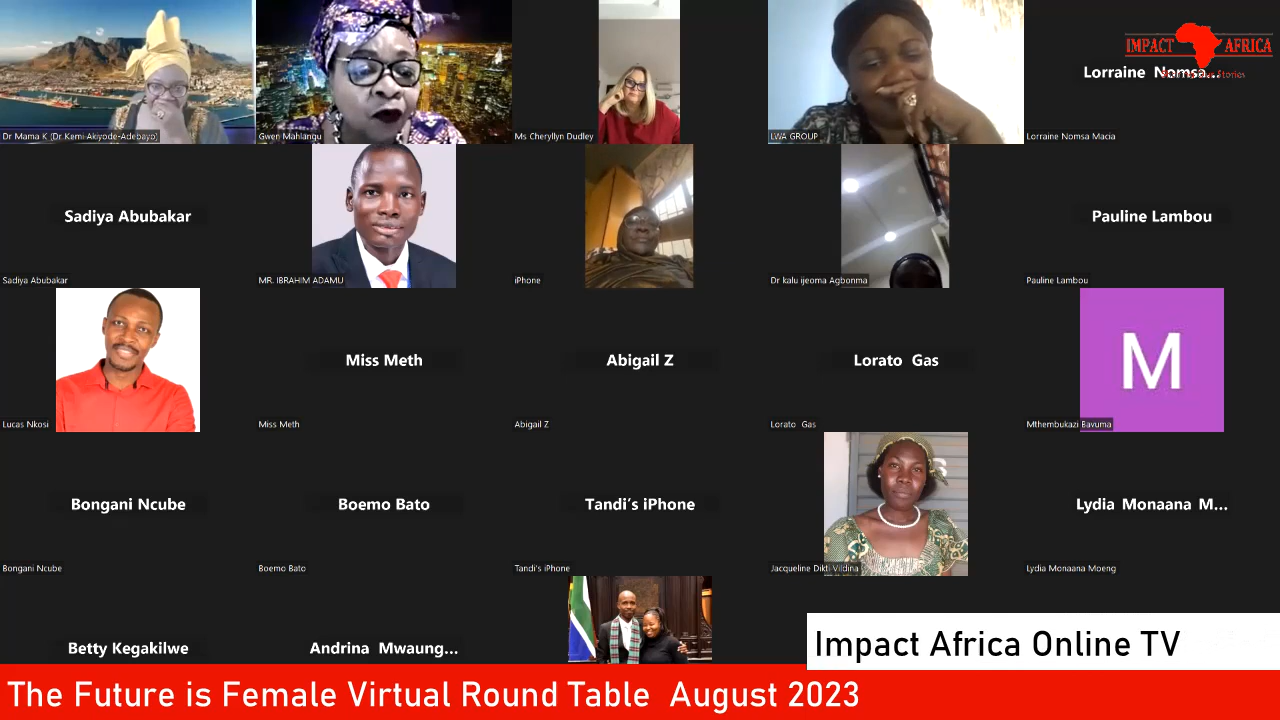 IMPACT AFRICA
Stories
Lorraine Nomsa...
Dr Mama K (Dr Kemi-Akiyode-Adebayo)
Gwen Mahlangu
Ms Cheryllyn Dudley
LWA GROUP
Lorraine Nomsa Macia
Sadiya Abubakar
Pauline Lambou
Sadiya Abubakar
MR. IBRAHIM ADAMU
iPhone
Dr kalu ijeoma Agbonma
Pauline Lambou
Miss Meth
Abigail Z
Lorato Gas
M
Lucas Nkosi
Miss Meth
Abigail Z
Lorato Gas
Mthembukazi Bavuma
Bongani Ncube
Boemo Bato
Tandi's iPhone
Lydia Monaana M...
Bongani Ncube
Boemo Bato
Tandi's iPhone
Jacqueline Dikti-Vildina
Lydia Monaana Moeng
Betty Kegakilwe
Andrina Mwaung...
Impact Africa Online TV
The Future is Female Virtual Round Table August 2023